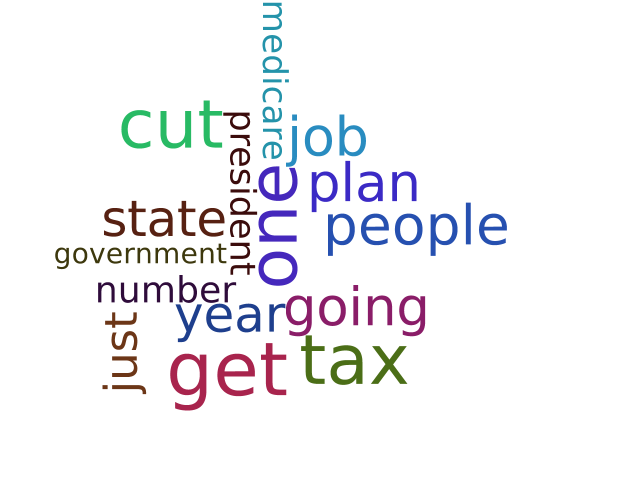 medicare
cut
president
job
one
plan
state
people
government
number
year
going
just
get
tax